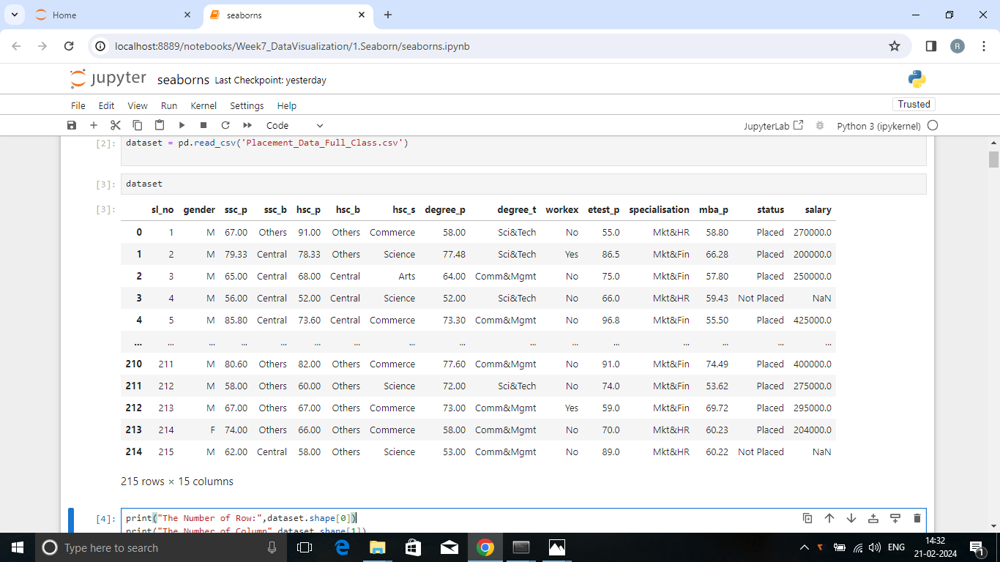 Home
seaborns
localhost:8889/notebooks/Week7_DataVisualization/1.Seaborn/seaborns.ipynb
R
jupyter seaborns Last Checkpoint: yesterday
File Edit View Run Kernel Settings Help
Trusted
Code
JupyterLab
Python 3 (ipykernel)
[2]: dataset = pd.read_csv('Placement_Data_Full_Class.csv')
[3]: dataset
[3]: sl_no gender ssc_p ssc_b hsc_p hsc_b hsc_s degree_p degree_t workex etest_p specialisation mba_p status salary
0 1 M 67.00 Others 91.00 Others Commerce 58.00 Sci&Tech No 55.0 Mkt&HR 58.80 Placed 270000.0
1 2 M 79.33 Central 78.33 Others Science 77.48 Sci&Tech Yes 86.5 Mkt&Fin 66.28 Placed 200000.0
2 3 M 65.00 Central 68.00 Central Arts 64.00 Comm&Mgmt No 75.0 Mkt&Fin 57.80 Placed 250000.0
3 4 M 56.00 Central 52.00 Central Science 52.00 Sci&Tech No 66.0 Mkt&HR 59.43 Not Placed NaN
4 5 M 85.80 Central 73.60 Central Commerce 73.30 Comm&Mgmt No 96.8 Mkt&Fin 55.50 Placed 425000.0
... ... ... ... ... ... ... ... ... ... ... ... ... ... ... ...
210 211 M 80.60 Others 82.00 Others Commerce 77.60 Comm&Mgmt No 91.0 Mkt&Fin 74.49 Placed 400000.0
211 212 M 58.00 Others 60.00 Others Science 72.00 Sci&Tech No 74.0 Mkt&Fin 53.62 Placed 275000.0
212 213 M 67.00 Others 67.00 Others Commerce 73.00 Comm&Mgmt Yes 59.0 Mkt&Fin 69.72 Placed 295000.0
213 214 F 74.00 Others 66.00 Others Commerce 58.00 Comm&Mgmt No 70.0 Mkt&HR 60.23 Placed 204000.0
214 215 M 62.00 Central 58.00 Others Science 53.00 Comm&Mgmt No 89.0 Mkt&HR 60.22 Not Placed NaN
215 rows × 15 columns
[4]: print("The Number of Row:",dataset.shape[0])
print("The Number of Column",dataset.shape[1])
Type here to search
ENG
14:32
21-02-2024
1